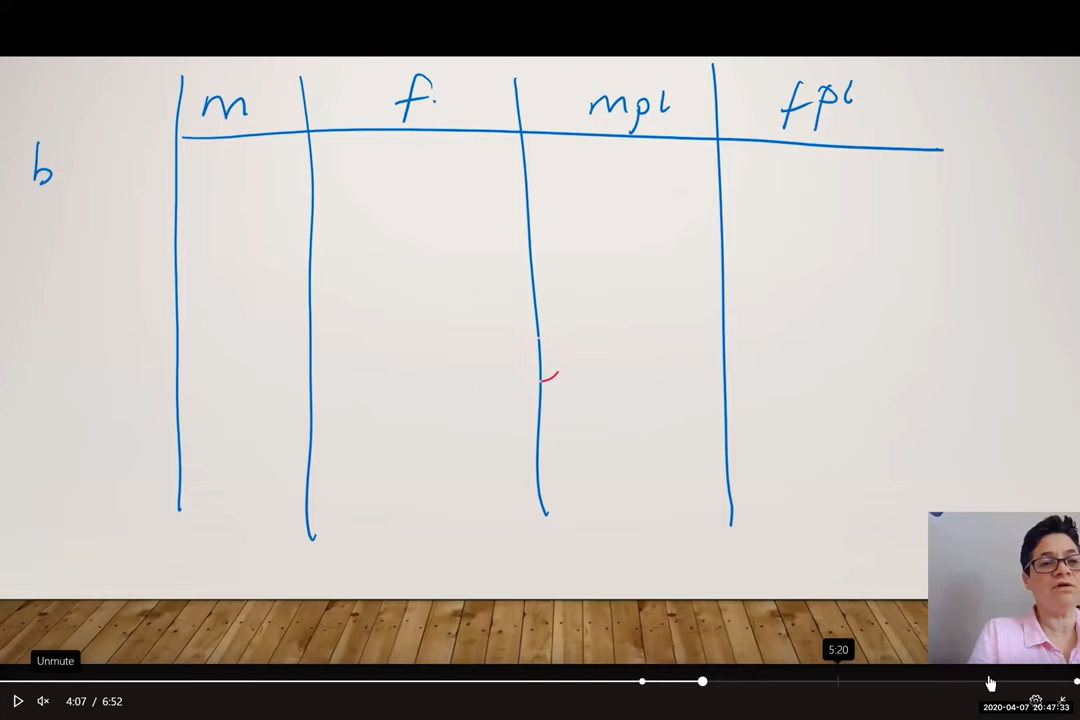 m f. mpl fpl
b
5:20
Unmute
4:07 / 6:52
2020-04-07 20:47:33